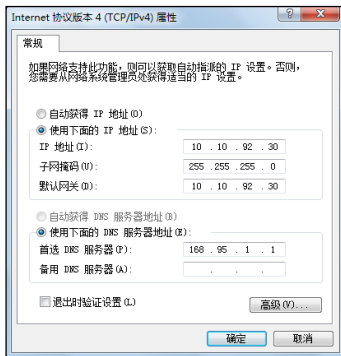 Internet 协议版本 4 (TCP/IPv4) 属性
常规
如果网络支持此功能，则可以获取自动指派的 IP 设置。否则，
您需要从网络系统管理员处获得适当的 IP 设置。
自动获得 IP 地址(O)
使用下面的 IP 地址(S):
IP 地址(I): 10 . 10 . 92 . 30
子网掩码(U): 255 . 255 . 255 . 0
默认网关(D): 10 . 10 . 92 . 30
自动获得 DNS 服务器地址(B)
使用下面的 DNS 服务器地址(E):
首选 DNS 服务器(P): 168 . 95 . 1 . 1
备用 DNS 服务器(A): . . .
退出时验证设置(L)
高级(V)...
确定 取消